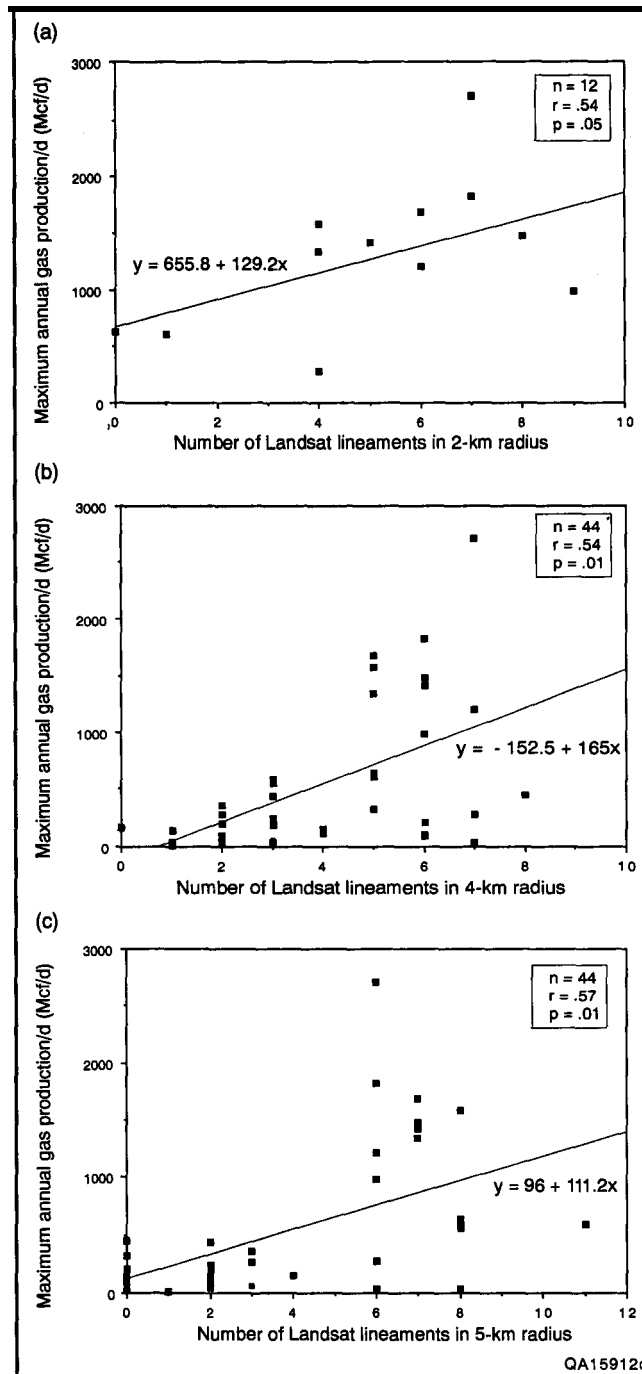 (a)
Maximum annual gas production/d (Mcf/d)
3000
2000
1000
0
n = 12
r = .54
p = .05
y = 655.8 + 129.2x
,0 2 4 6 8 10
Number of Landsat lineaments in 2-km radius
(b)
Maximum annual gas production/d (Mcf/d)
3000
2000
1000
0
n = 44
r = .54
p = .01
y = - 152.5 + 165x
0 2 4 6 8 10
Number of Landsat lineaments in 4-km radius
(c)
Maximum annual gas production/d (Mcf/d)
3000
2000
1000
0
n = 44
r = .57
p = .01
y = 96 + 111.2x
0 2 4 6 8 10 12
Number of Landsat lineaments in 5-km radius
QA15912c